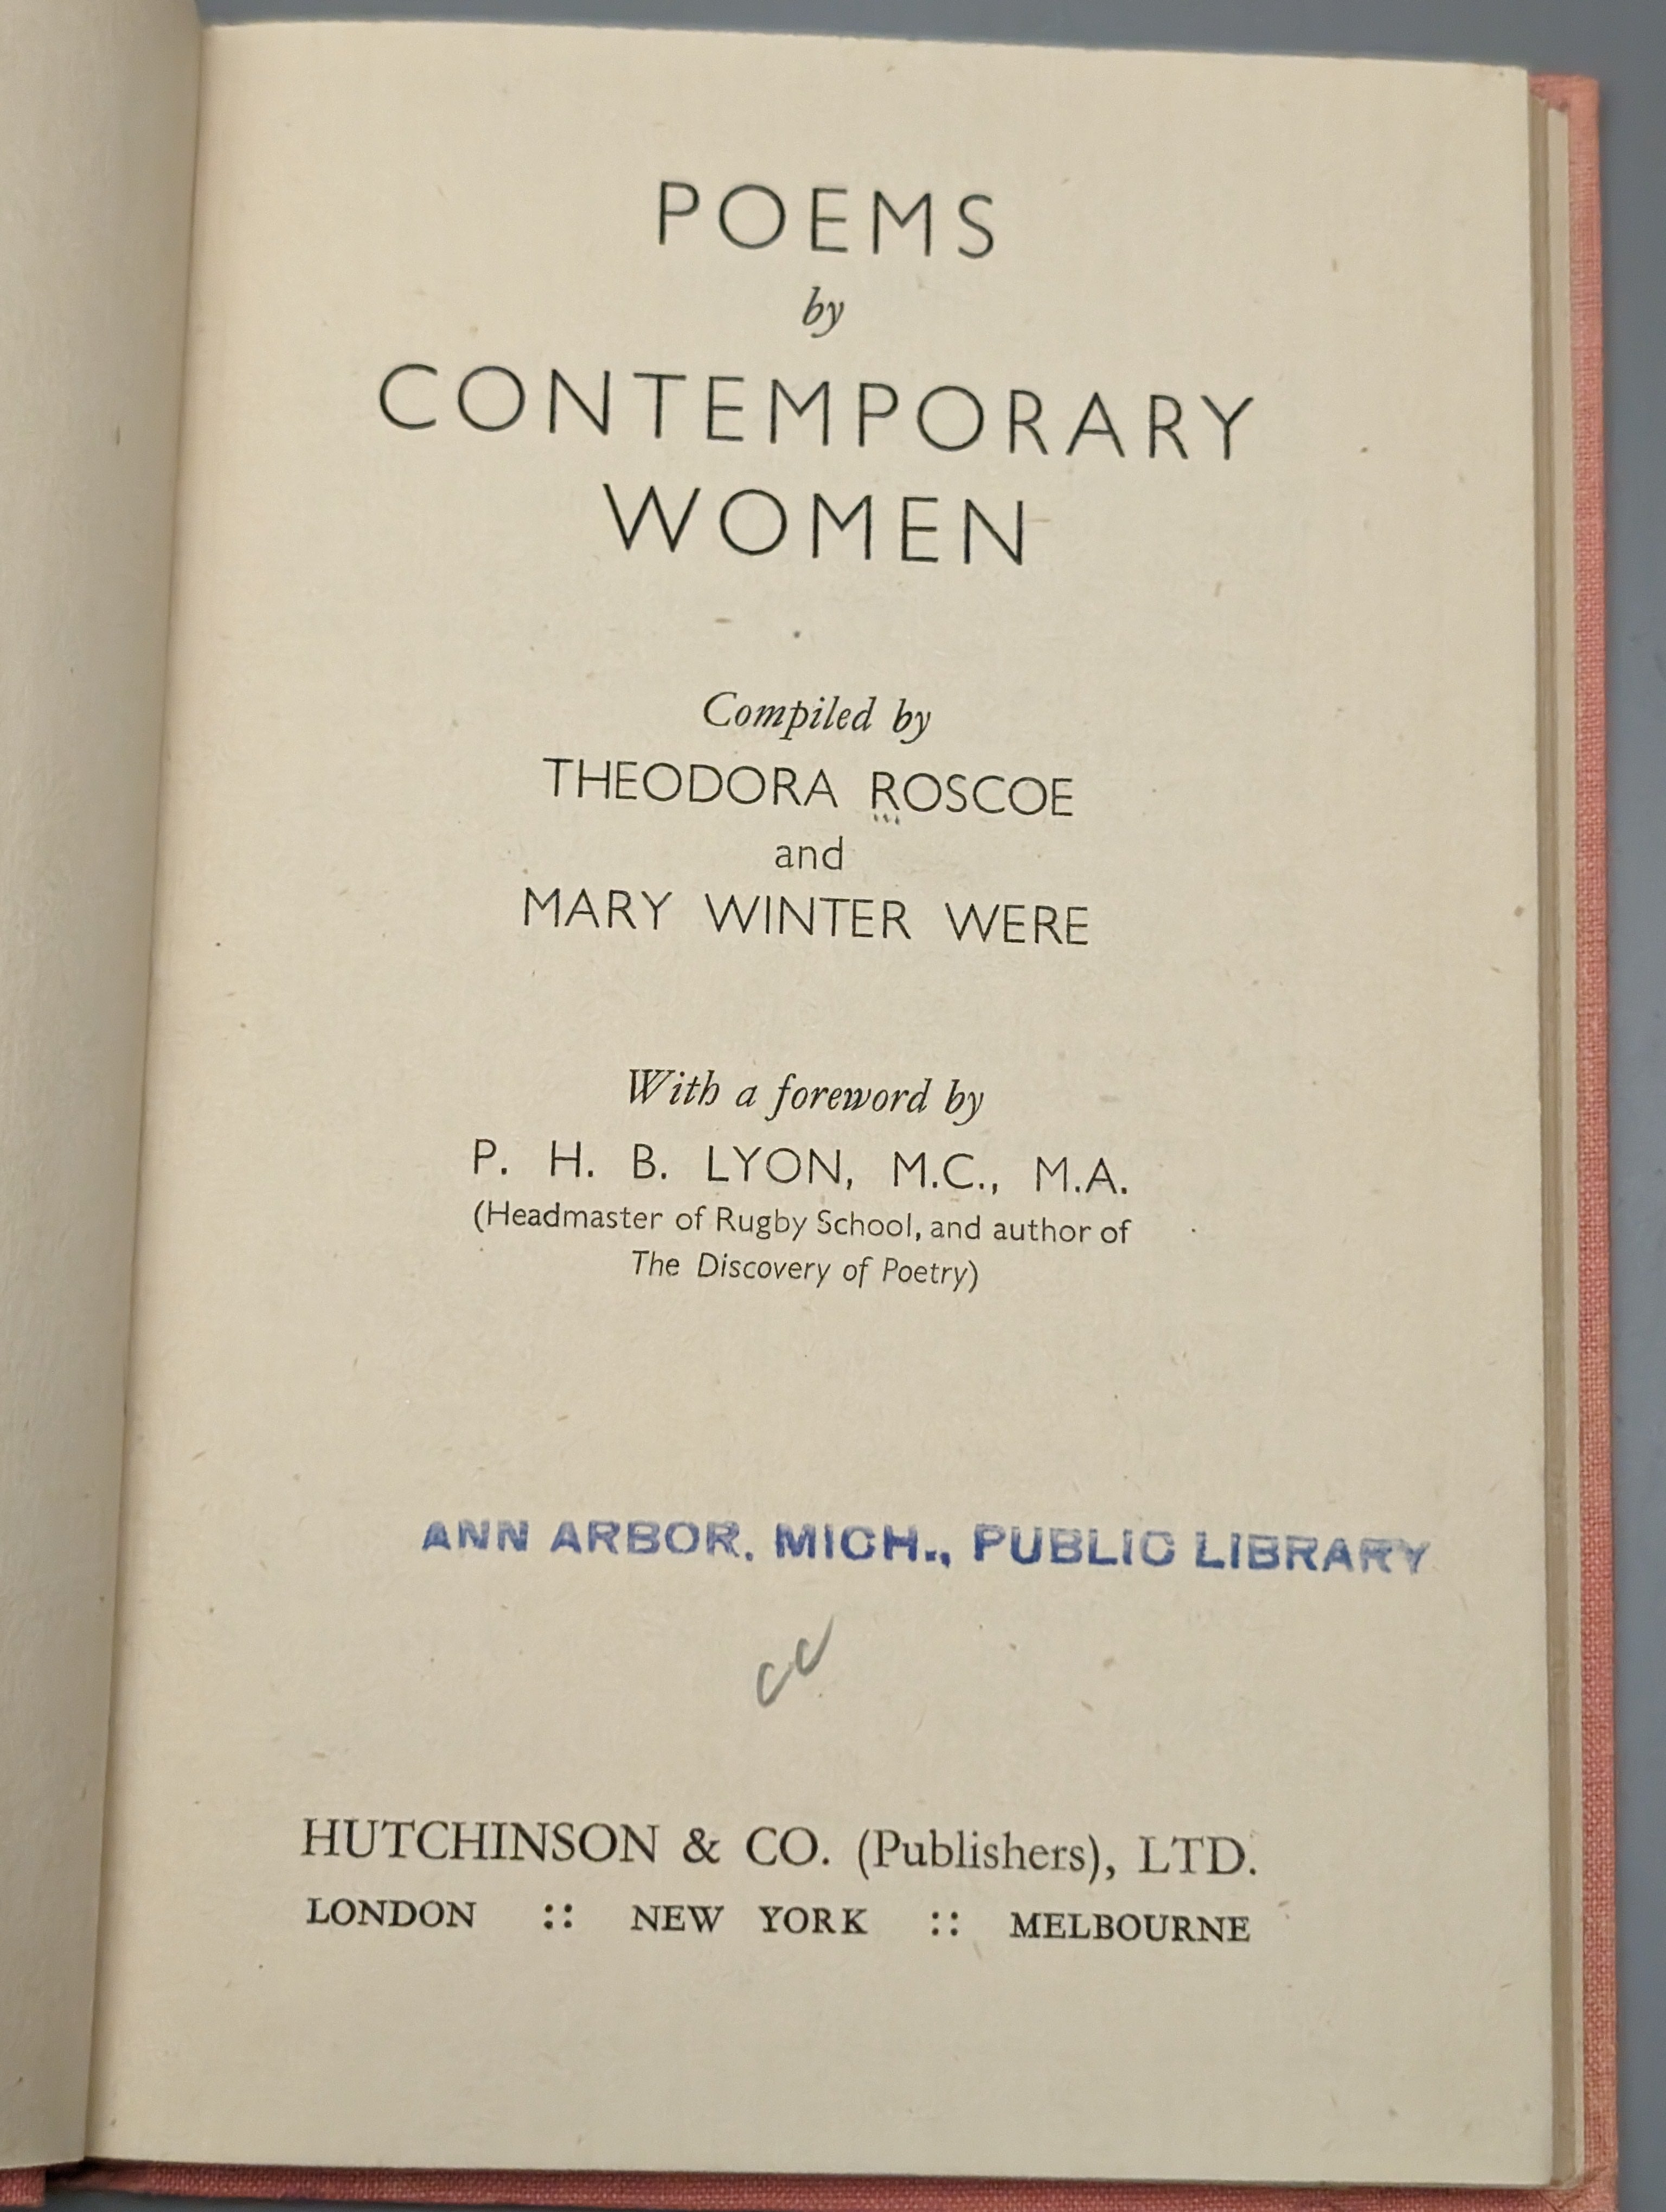 POEMS
by
CONTEMPORARY
WOMEN
Compiled by
THEODORA ROSCOE
and
MARY WINTER WERE
With a foreword by
P. H. B. LYON, M.C., M.A.
(Headmaster of Rugby School, and author of
The Discovery of Poetry)
ANN ARBOR, MICH., PUBLIC LIBRARY
cc
HUTCHINSON & CO. (Publishers), LTD.
LONDON :: NEW YORK :: MELBOURNE